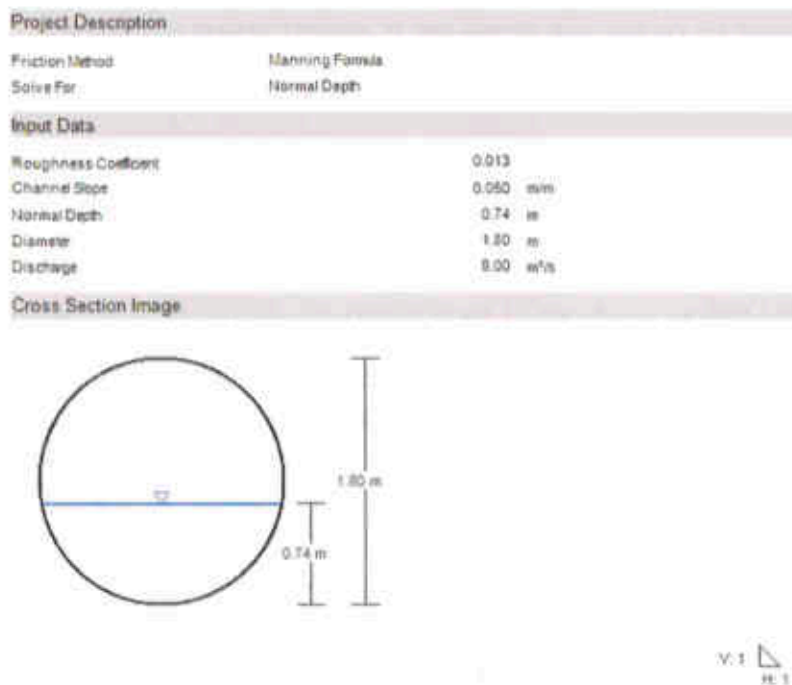 Project Description
Friction Method Manning Formula
Solve For Normal Depth
Input Data
Roughness Coefficient 0.013
Channel Slope 0.050 m/m
Normal Depth 0.74 m
Diameter 1.80 m
Discharge m³/s
Cross Section Image
1.80 m
0.74 m
V: 1
H: 1